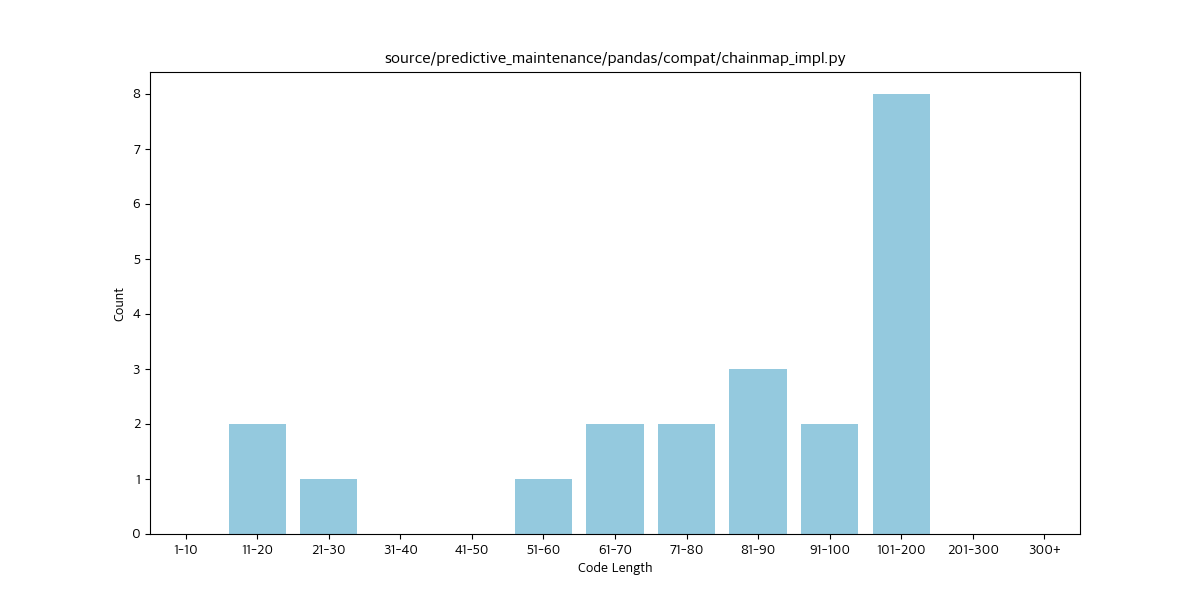 source/predictive_maintenance/pandas/compat/chainmap_impl.py
8
7
6
5
4
3
2
1
0
Count
1-10 11-20 21-30 31-40 41-50 51-60 61-70 71-80 81-90 91-100 101-200 201-300 300+
Code Length